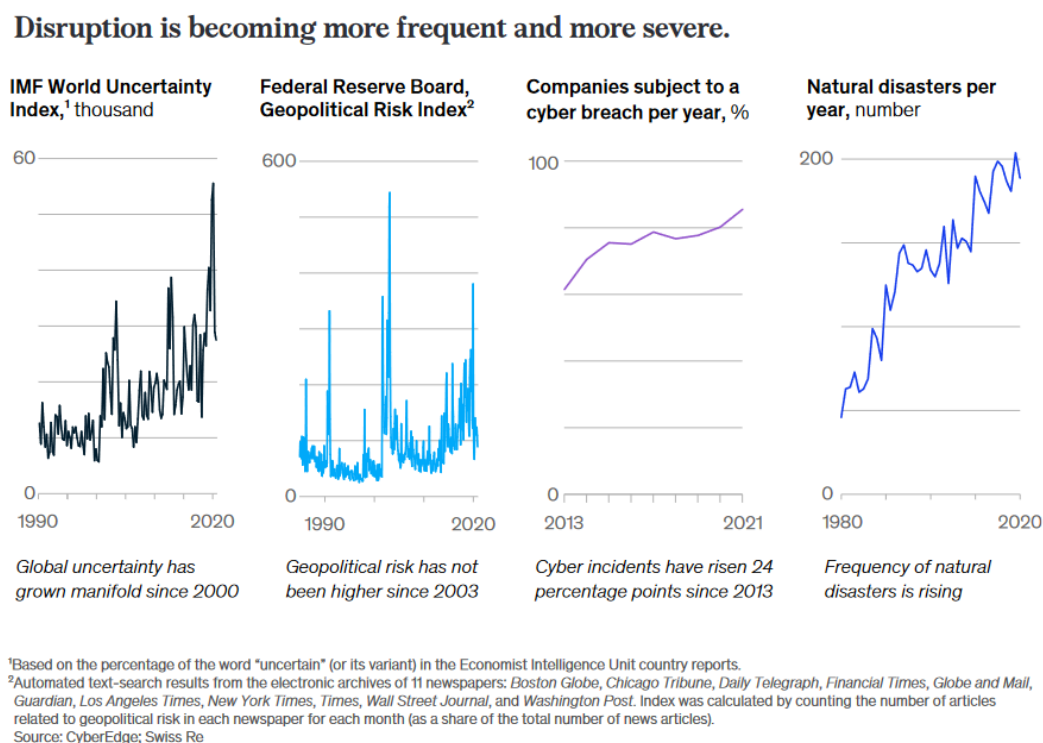 Disruption is becoming more frequent and more severe.
IMF World Uncertainty
Index,¹ thousand
60
0
1990
2020
Global uncertainty has
grown manifold since 2000
Federal Reserve Board,
Geopolitical Risk Index²
600
0
1990
2020
Geopolitical risk has not
been higher since 2003
Companies subject to a
cyber breach per year, %
100
0
2013
2021
Cyber incidents have risen 24
percentage points since 2013
Natural disasters per
year, number
200
0
1980
2020
Frequency of natural
disasters is rising
¹Based on the percentage of the word “uncertain” (or its variant) in the Economist Intelligence Unit country reports.
²Automated text-search results from the electronic archives of 11 newspapers: Boston Globe, Chicago Tribune, Daily Telegraph, Financial Times, Globe and Mail,
Guardian, Los Angeles Times, New York Times, Times, Wall Street Journal, and Washington Post. Index was calculated by counting the number of articles
related to geopolitical risk in each newspaper for each month (as a share of the total number of news articles).
Source: CyberEdge; Swiss Re